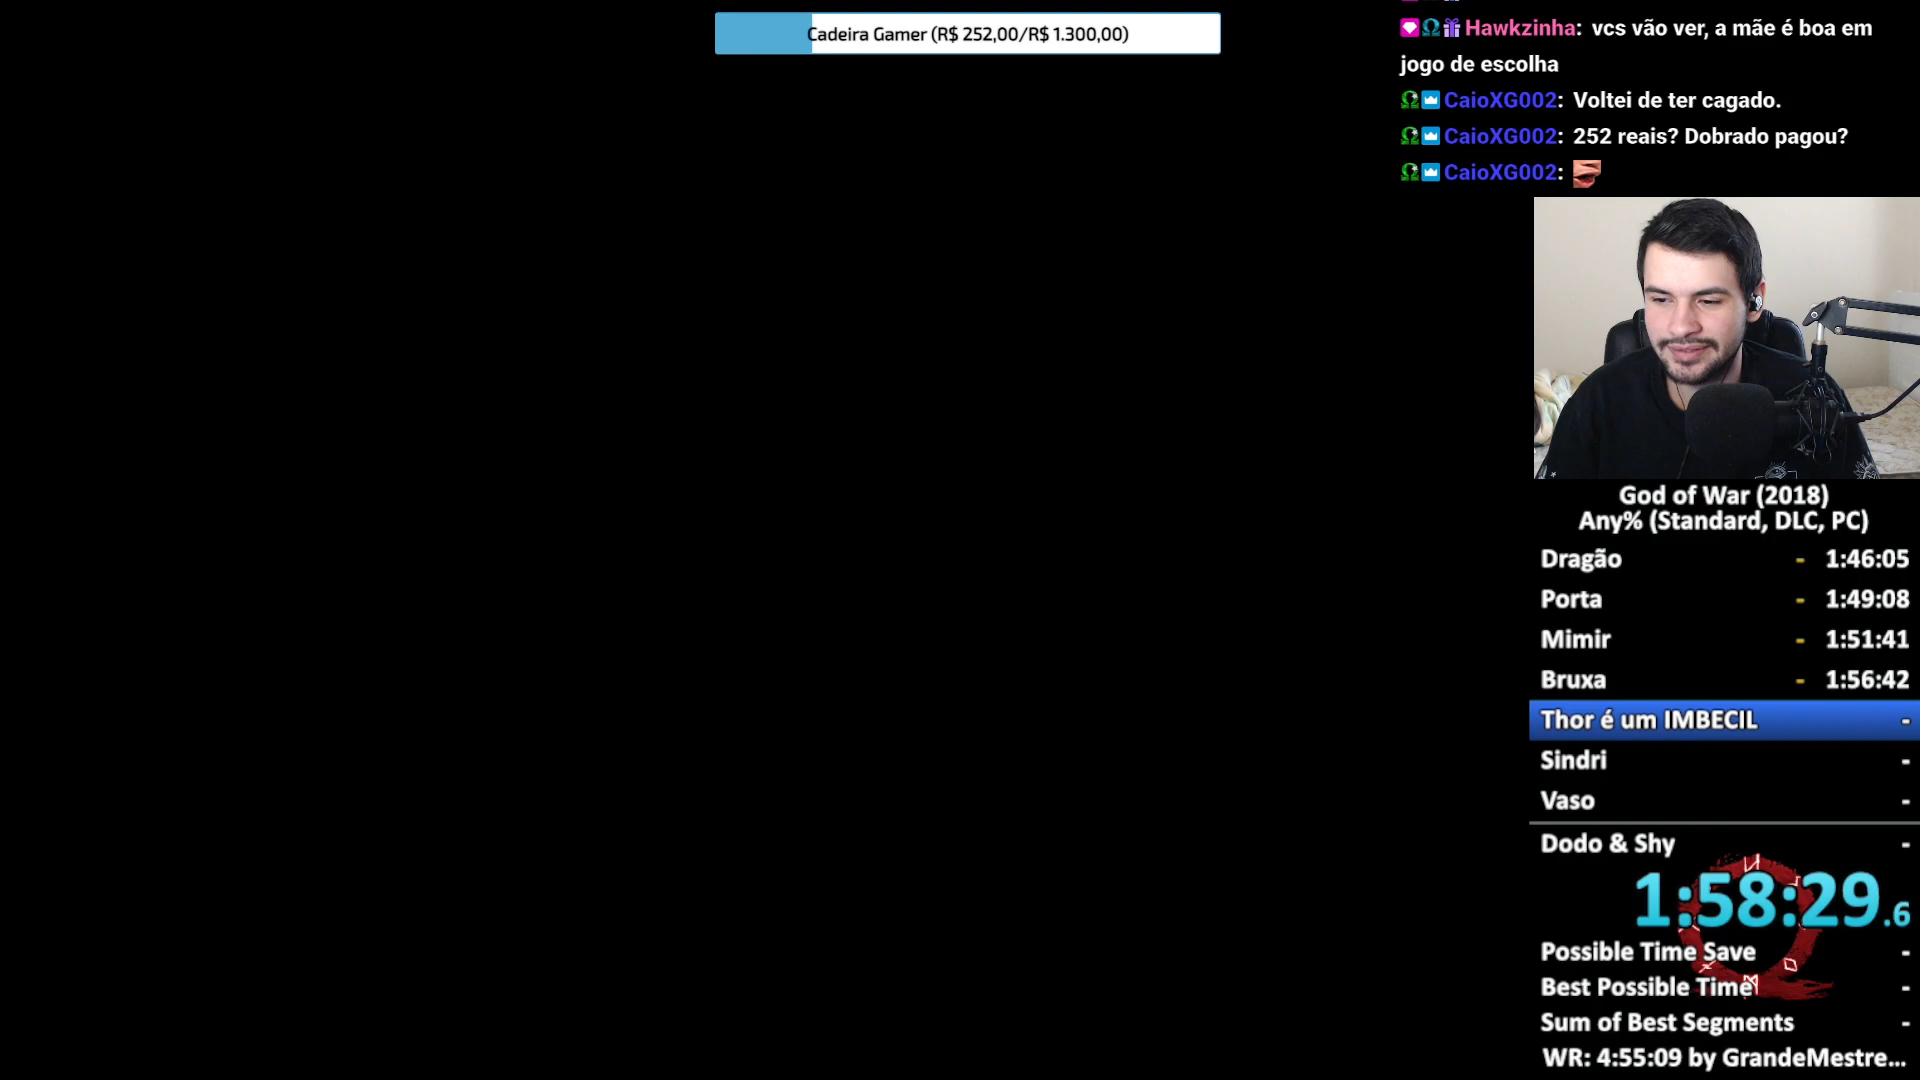 Cadeira Gamer (R$ 252,00/R$ 1.300,00)
Hawkzinha: vcs vão ver, a mãe é boa em
jogo de escolha
CaioXG002: Voltei de ter cagado.
CaioXG002: 252 reais? Dobrado pagou?
CaioXG002:
God of War (2018)
Any% (Standard, DLC, PC)
Dragão - 1:46:05
Porta - 1:49:08
Mimir - 1:51:41
Bruxa - 1:56:42
Thor é um IMBECIL -
Sindri -
Vaso -
Dodo & Shy -
1:58:29.6
Possible Time Save -
Best Possible Time -
Sum of Best Segments -
WR: 4:55:09 by GrandeMestre...